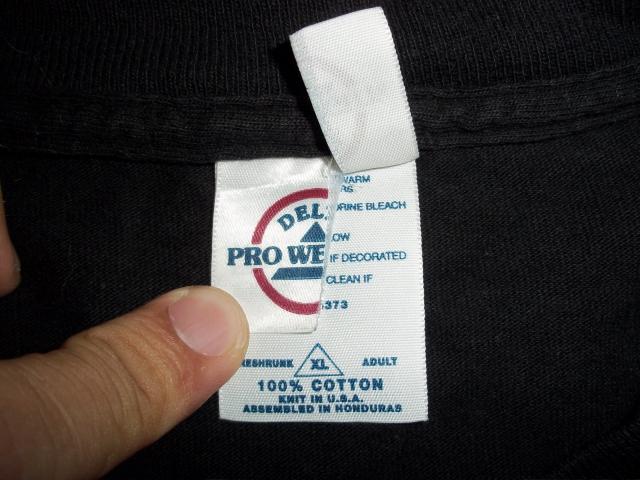 DEL
PRO WE
WARM
RS
RINE BLEACH
OW
IF DECORATED
CLEAN IF
373
RESHRUNK XL ADULT
100% COTTON
KNIT IN U.S.A.
ASSEMBLED IN HONDURAS